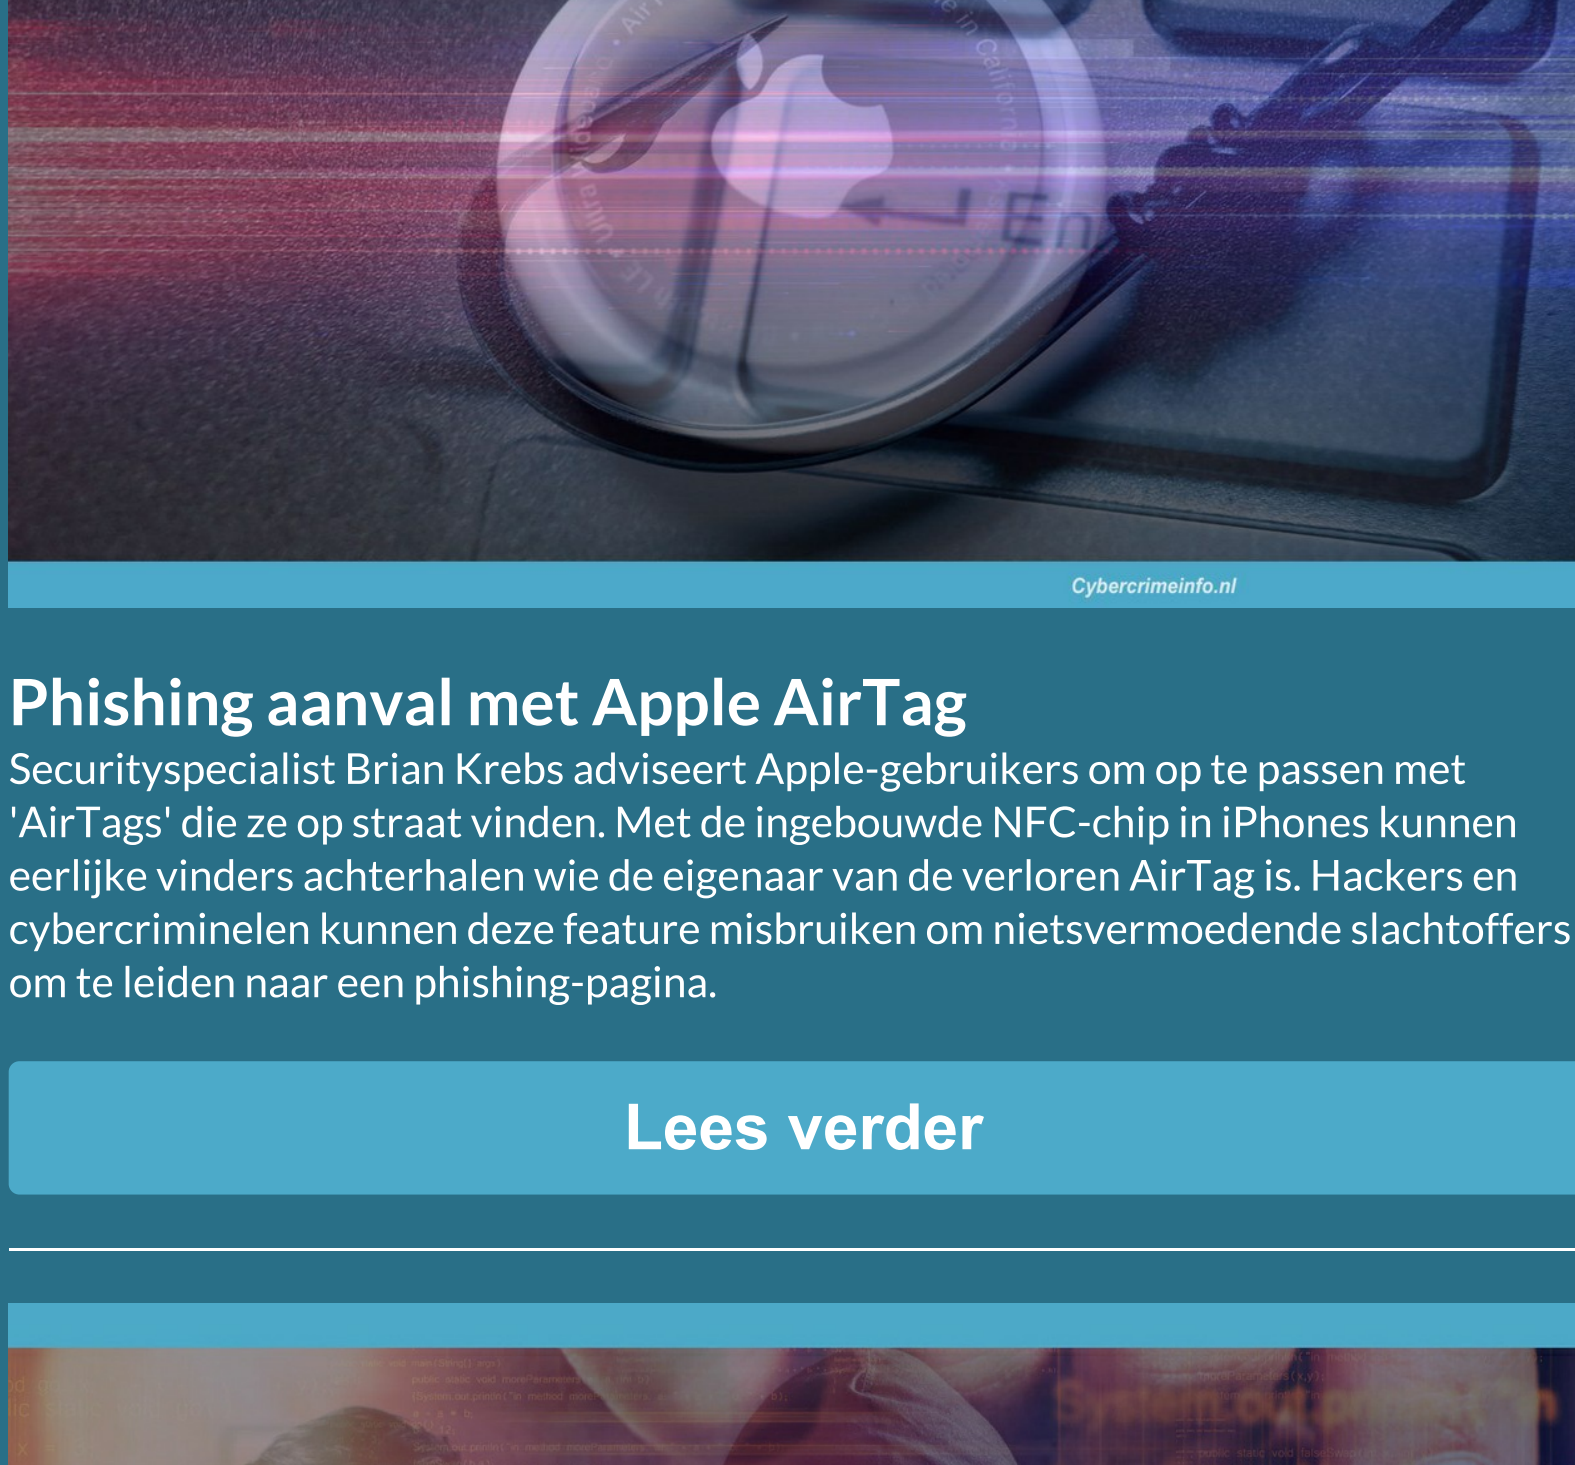 En
Cybercrimeinfo.nl
Phishing aanval met Apple AirTag
Securityspecialist Brian Krebs adviseert Apple-gebruikers om op te passen met
'AirTags' die ze op straat vinden. Met de ingebouwde NFC-chip in iPhones kunnen
eerlijke vinders achterhalen wie de eigenaar van de verloren AirTag is. Hackers en
cybercriminelen kunnen deze feature misbruiken om nietsvermoedende slachtoffers
om te leiden naar een phishing-pagina.
Lees verder